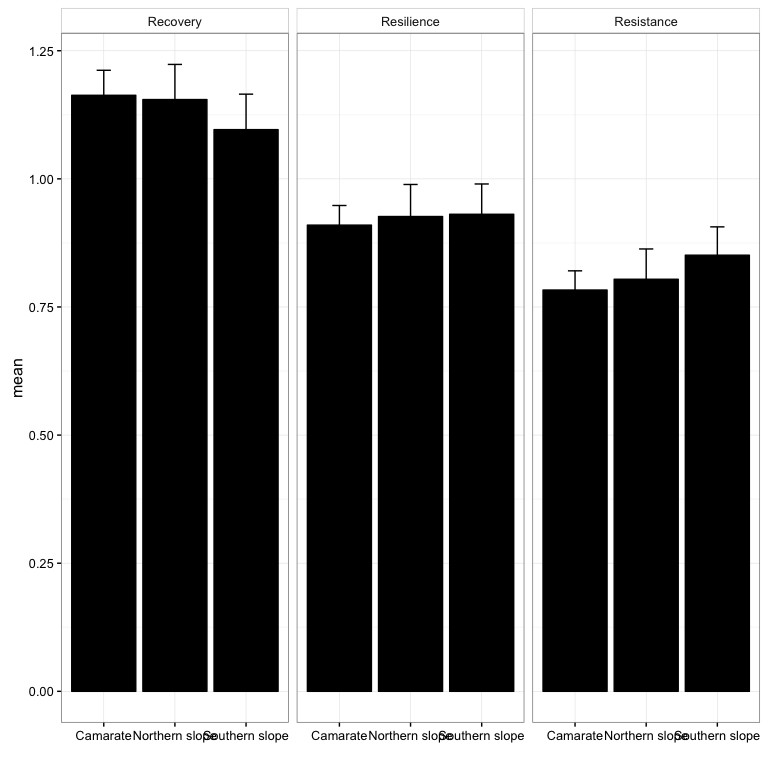 Recovery Resilience Resistance
1.25
1.00
0.75
mean
0.50
0.25
0.00
Camarate Northern slope Southern slope Camarate Northern slope Southern slope Camarate Northern slope Southern slope